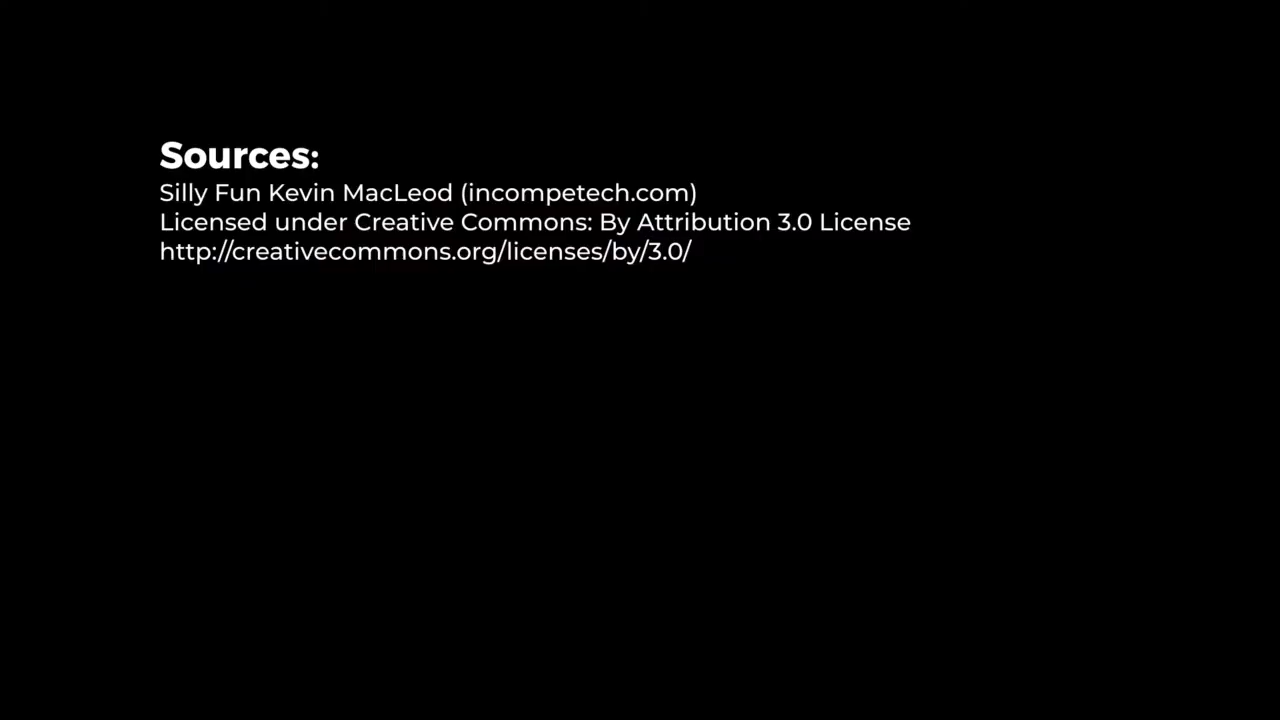 Sources:
Silly Fun Kevin MacLeod (incompetech.com)
Licensed under Creative Commons: By Attribution 3.0 License
http://creativecommons.org/licenses/by/3.0/